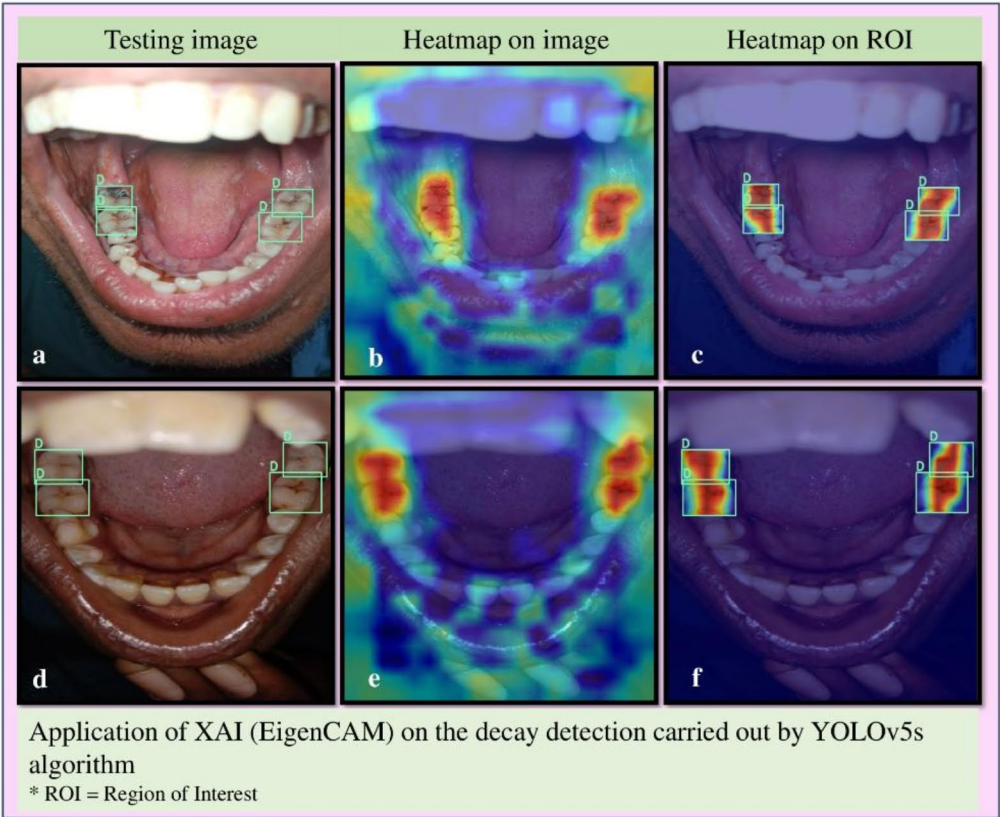 Testing image
Heatmap on image
Heatmap on ROI
D
D
D
D
a
b
D
D
D
D
c
D
D
D
D
d
e
D
D
D
D
f
Application of XAI (EigenCAM) on the decay detection carried out by YOLOv5s
algorithm
* ROI = Region of Interest